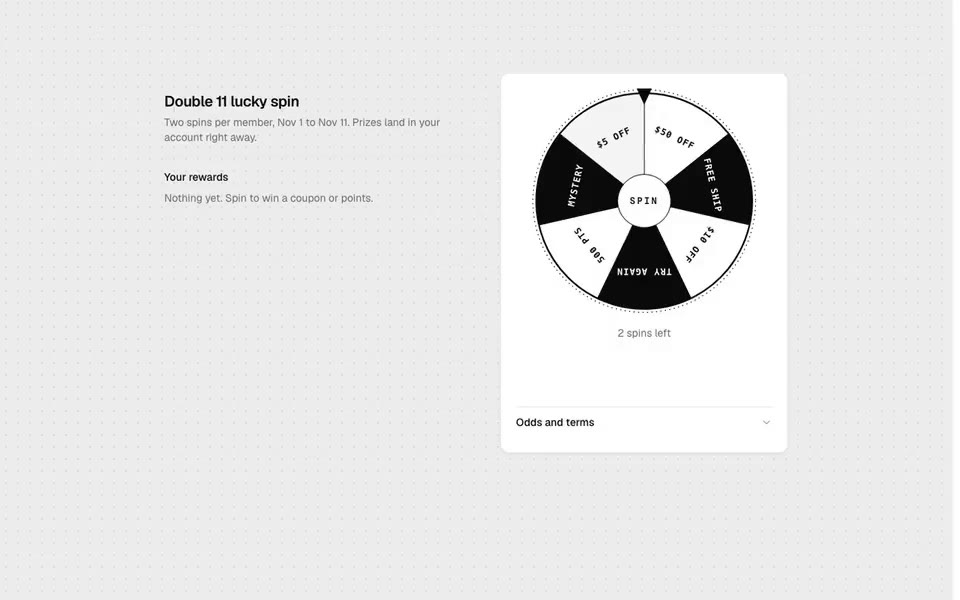 Double 11 lucky spin
Two spins per member, Nov 1 to Nov 11. Prizes land in your
account right away.
Your rewards
Nothing yet. Spin to win a coupon or points.
$50 OFF
FREE SHIP
$10 OFF
TRY AGAIN
500 PTS
MYSTERY
$5 OFF
SPIN
2 spins left
Odds and terms